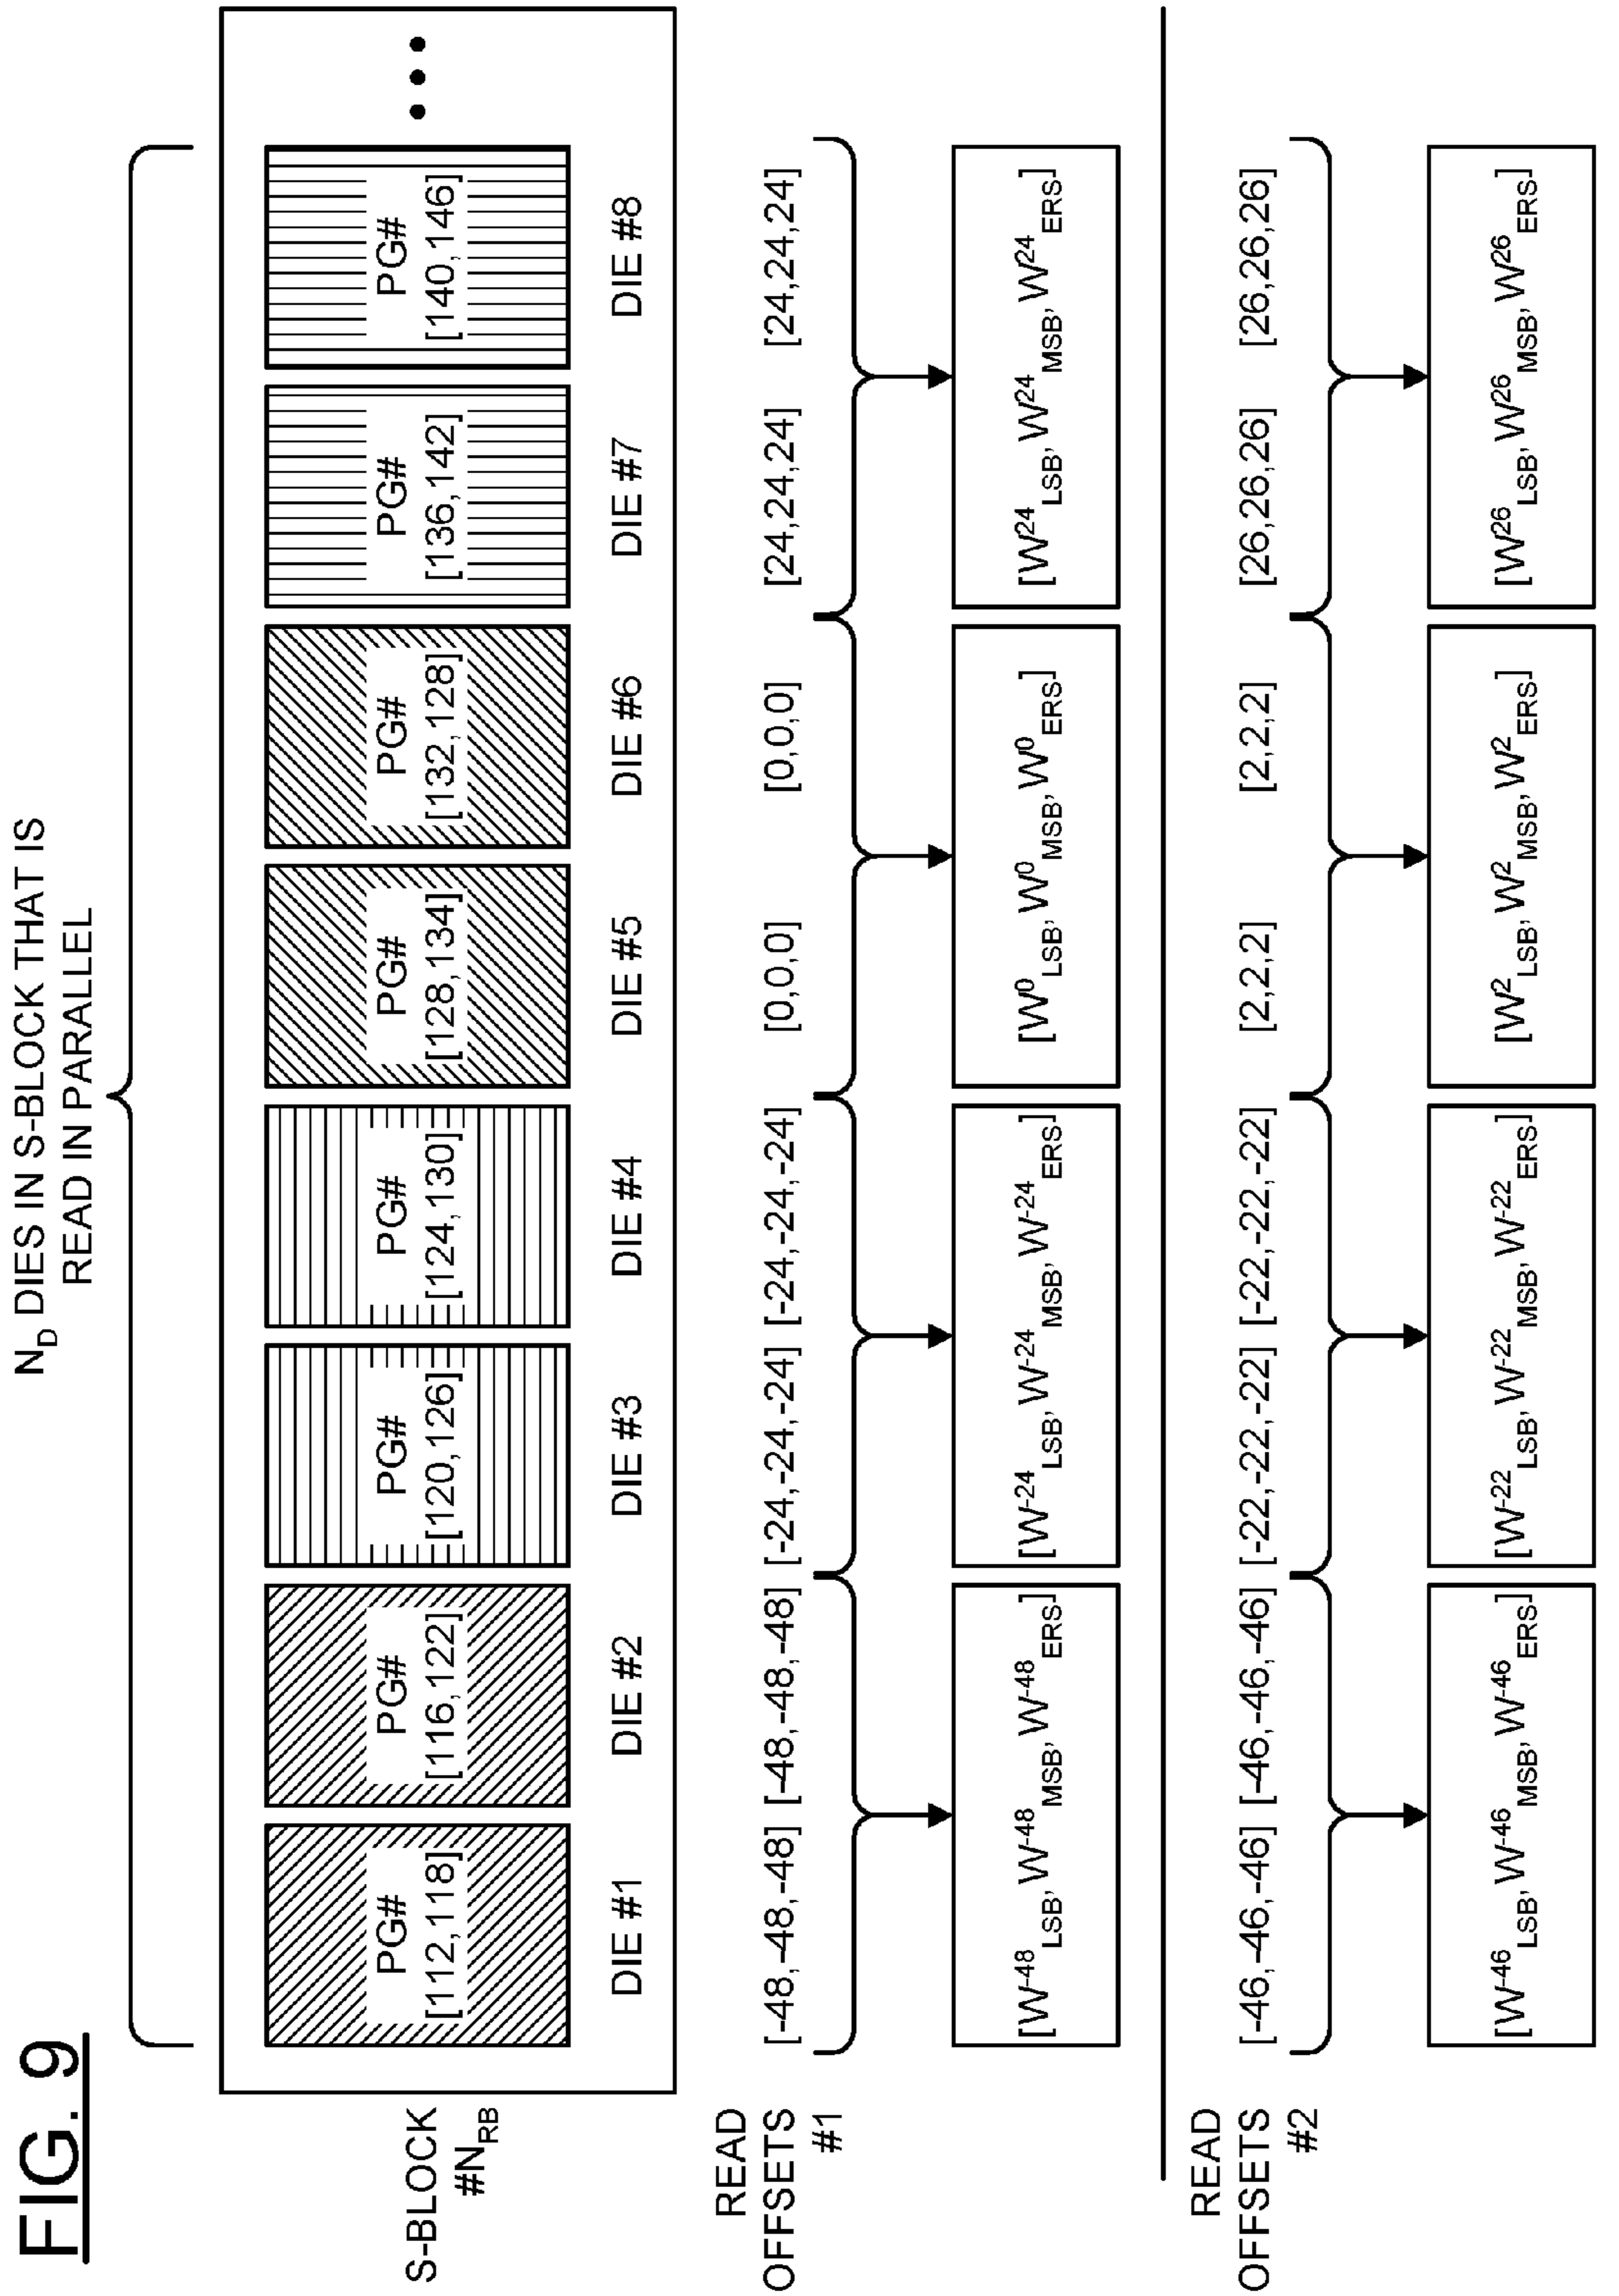 FIG. 9
N_D DIES IN S-BLOCK THAT IS
READ IN PARALLEL
S-BLOCK
#N_RB
PG#
[112,118]
PG#
[116,122]
PG#
[120,126]
PG#
[124,130]
PG#
[128,134]
PG#
[132,128]
PG#
[136,142]
PG#
[140,146]
•••
DIE #1
DIE #2
DIE #3
DIE #4
DIE #5
DIE #6
DIE #7
DIE #8
READ
OFFSETS
#1
[-48,-48,-48] [-48,-48,-48] [-24,-24,-24] [-24,-24,-24] [0,0,0] [0,0,0] [24,24,24] [24,24,24]
[W^-48_LSB, W^-48_MSB, W^-48_ERS]
[W^-24_LSB, W^-24_MSB, W^-24_ERS]
[W^0_LSB, W^0_MSB, W^0_ERS]
[W^24_LSB, W^24_MSB, W^24_ERS]
READ
OFFSETS
#2
[-46,-46,-46] [-46,-46,-46] [-22,-22,-22] [-22,-22,-22] [2,2,2] [2,2,2] [26,26,26] [26,26,26]
[W^-46_LSB, W^-46_MSB, W^-46_ERS]
[W^-22_LSB, W^-22_MSB, W^-22_ERS]
[W^2_LSB, W^2_MSB, W^2_ERS]
[W^26_LSB, W^26_MSB, W^26_ERS]